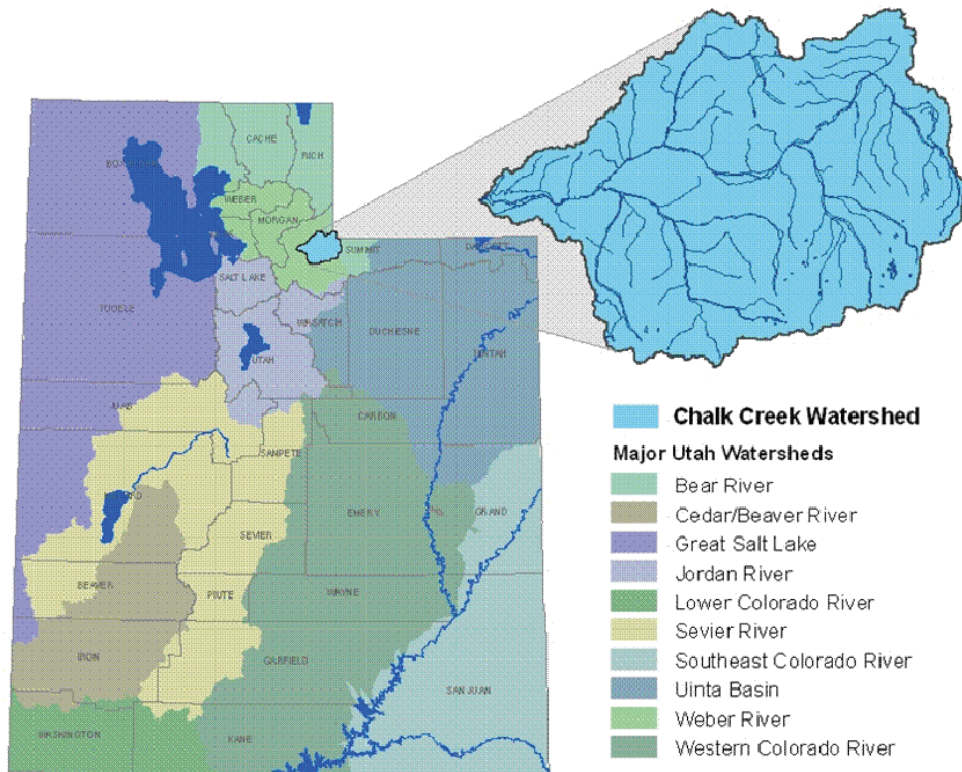 CACHE
RICH
WEBER
MORGAN
SUMMIT
SALT LAKE
TOOELE
WASATCH
DUCHESNE
UINTAH
UTAH
JUAB
CARBON
SANPETE
EMERY
GRAND
SEVIER
BEAVER
PIUTE
WAYNE
IRON
GARFIELD
SAN JUAN
WASHINGTON
KANE
Chalk Creek Watershed
Major Utah Watersheds
Bear River
Cedar/Beaver River
Great Salt Lake
Jordan River
Lower Colorado River
Sevier River
Southeast Colorado River
Uinta Basin
Weber River
Western Colorado River